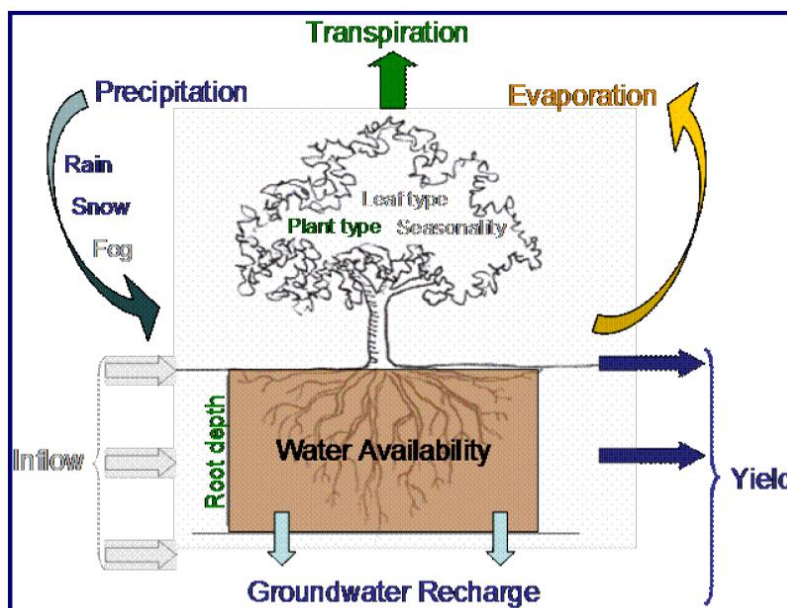 Transpiration
Precipitation
Evaporation
Rain
Snow
Fog
Leaf type
Plant type
Seasonality
Inflow
Root depth
Water Availability
Yield
Groundwater Recharge